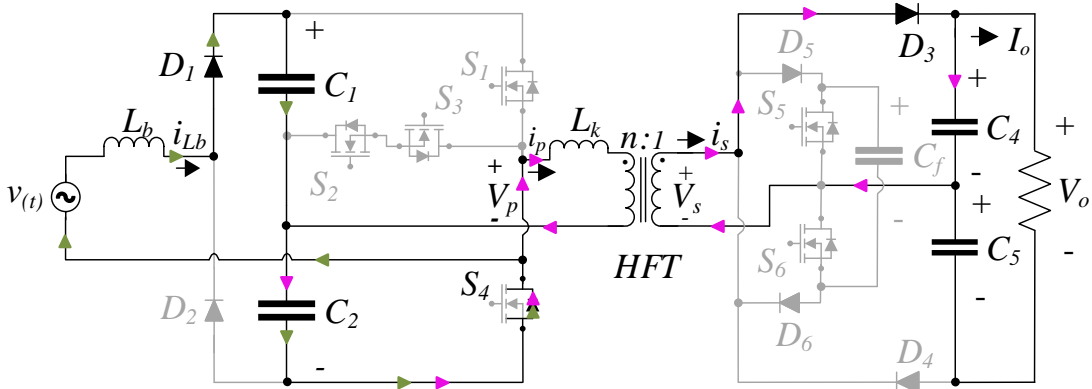 D1
+
C1
S1
S3
Lb
iLb
S2
v(t)
+
Vp
-
ip
Lk
n:1
is
+
Vs
-
HFT
D3
Io
D5
S5
+
Cf
-
S6
D6
+
C4
-
+
C5
-
+
Vo
-
D4
D2
C2
-
S4